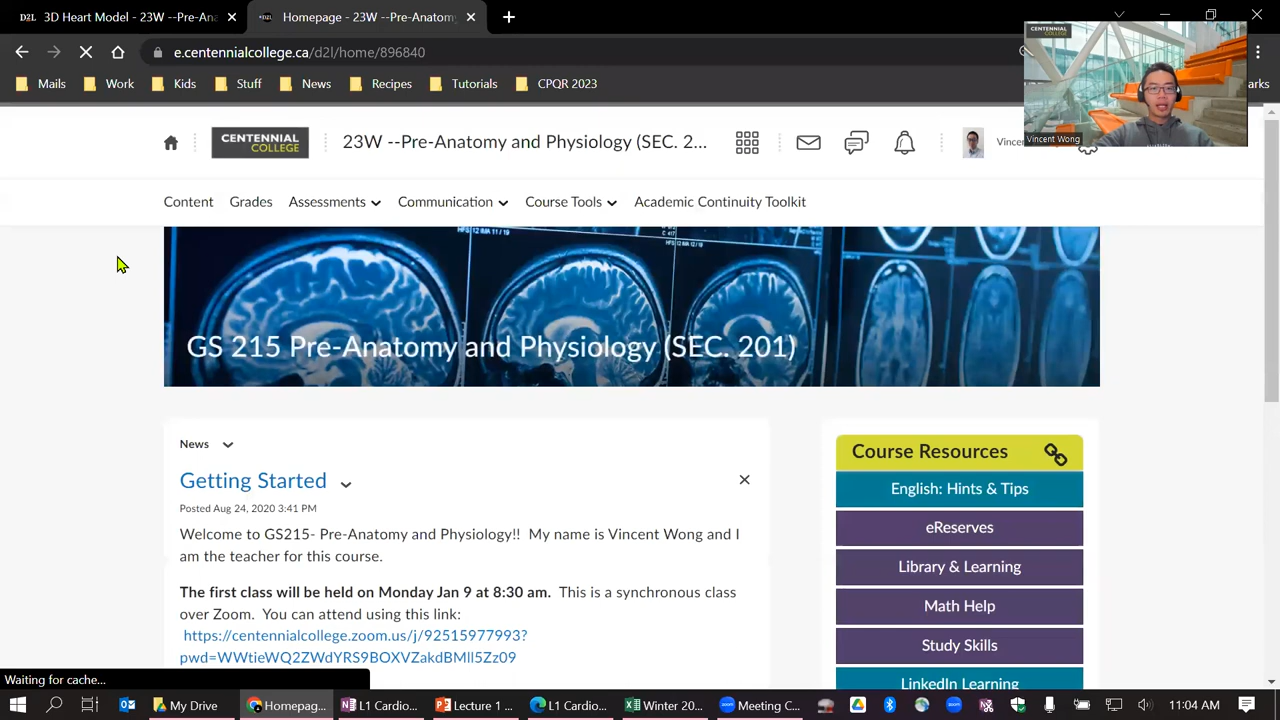 3D Heart Model - 23W --Pre-An
Homepage - 23W --Pre-Anatomy
e.centennialcollege.ca/d2l/home/896840
Mails
Work
Kids
Stuff
News
Recipes
Tutorials
CPQR 2023
CENTENNIAL
COLLEGE
Vincent Wong
CENTENNIAL
COLLEGE
23W --Pre-Anatomy and Physiology (SEC. 2...
Content
Grades
Assessments
Communication
Course Tools
Academic Continuity Toolkit
GS 215 Pre-Anatomy and Physiology (SEC. 201)
News
Getting Started
Posted Aug 24, 2020 3:41 PM
Welcome to GS215- Pre-Anatomy and Physiology!! My name is Vincent Wong and I
am the teacher for this course.
The first class will be held on Monday Jan 9 at 8:30 am. This is a synchronous class
over Zoom. You can attend using this link:
https://centennialcollege.zoom.us/j/92515977993?
pwd=WWtieWQ2ZWdYRS9BOXVZakdBMll5Zz09
Course Resources
English: Hints & Tips
eReserves
Library & Learning
Math Help
Study Skills
LinkedIn Learning
Waiting for cache...
My Drive
Homepag...
L1 Cardio...
Lecture 1 ...
1 Cardio...
Winter 20...
Meeting C...
11:04 AM